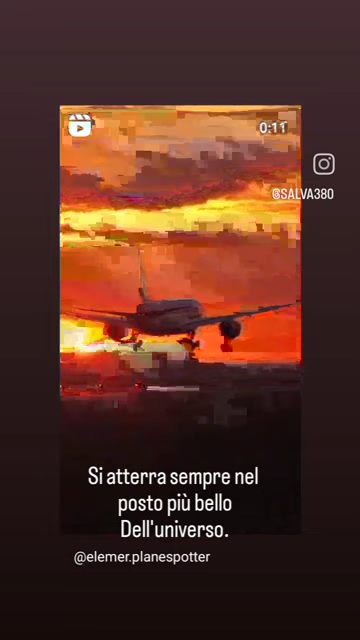 0:11
@SALVA380
Si atterra sempre nel
posto più bello
Dell'universo.
@elemer.planespotter